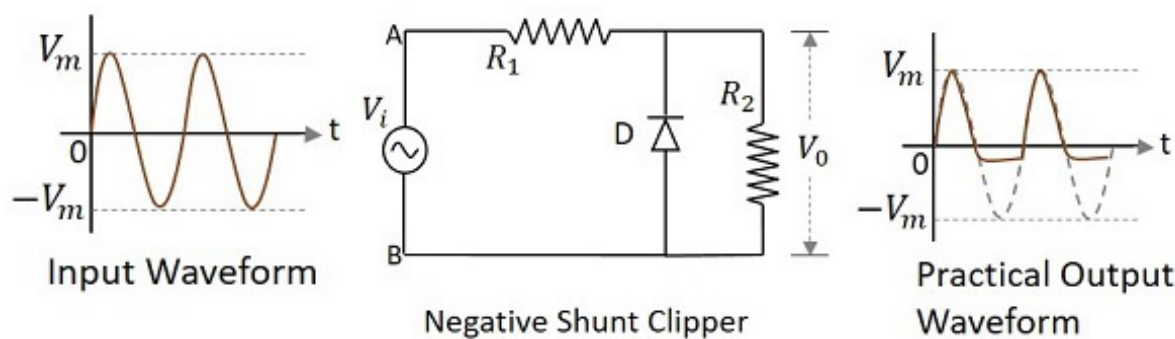 V_m
0
t
-V_m
Input Waveform
A
R_1
V_i
D
R_2
V_0
B
Negative Shunt Clipper
V_m
0
t
-V_m
Practical Output
Waveform